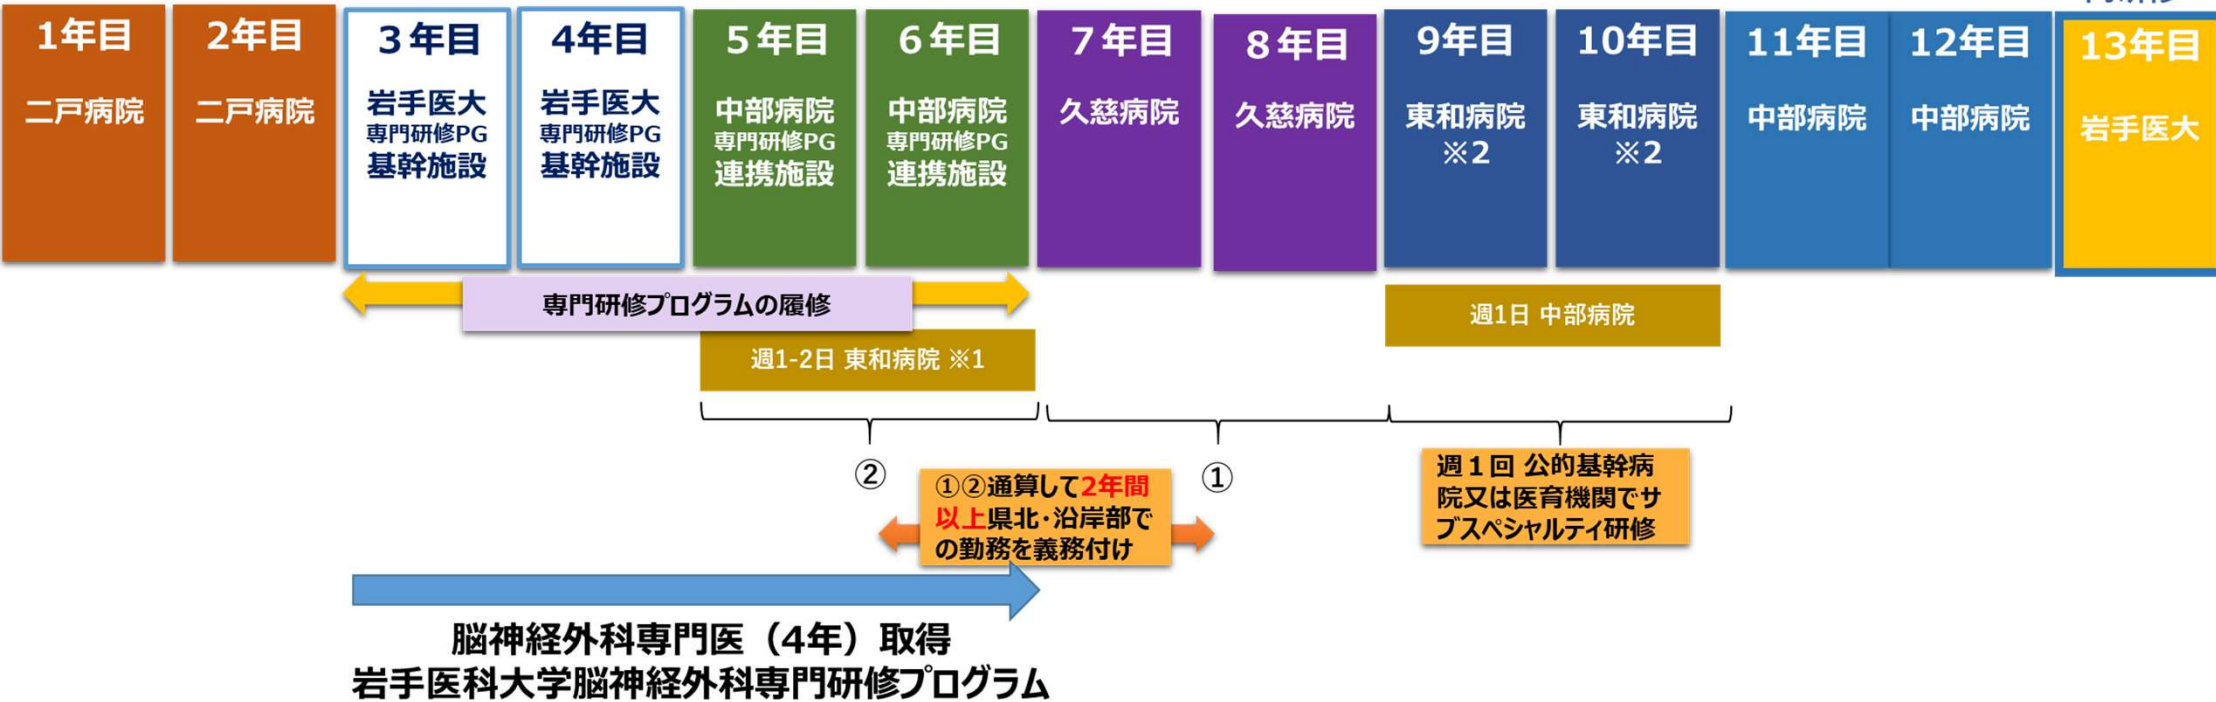 1年目
二戸病院
2年目
二戸病院
3年目
岩手医大
専門研修PG
基幹施設
4年目
岩手医大
専門研修PG
基幹施設
5年目
中部病院
専門研修PG
連携施設
6年目
中部病院
専門研修PG
連携施設
7年目
久慈病院
8年目
久慈病院
9年目
東和病院
※2
10年目
東和病院
※2
11年目
中部病院
12年目
中部病院
13年目
岩手医大
専門研修プログラムの履修
週1-2日 東和病院 ※1
週1日 中部病院
②
①
①②通算して2年間
以上県北・沿岸部で
の勤務を義務付け
週1回 公的基幹病
院又は医育機関でサ
ブスペシャルティ研修
脳神経外科専門医（4年）取得
岩手医科大学脳神経外科専門研修プログラム